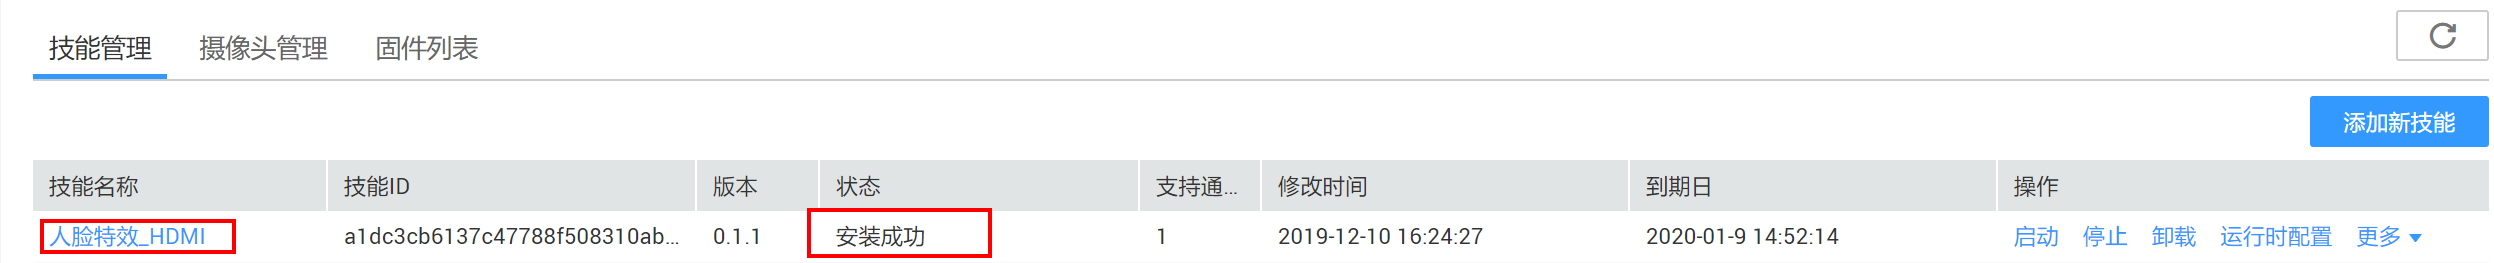 技能管理 摄像头管理 固件列表
添加新技能
技能名称 技能ID 版本 状态 支持通... 修改时间 到期日 操作
人脸特效_HDMI a1dc3cb6137c47788f508310ab... 0.1.1 安装成功 1 2019-12-10 16:24:27 2020-01-9 14:52:14 启动 停止 卸载 运行时配置 更多